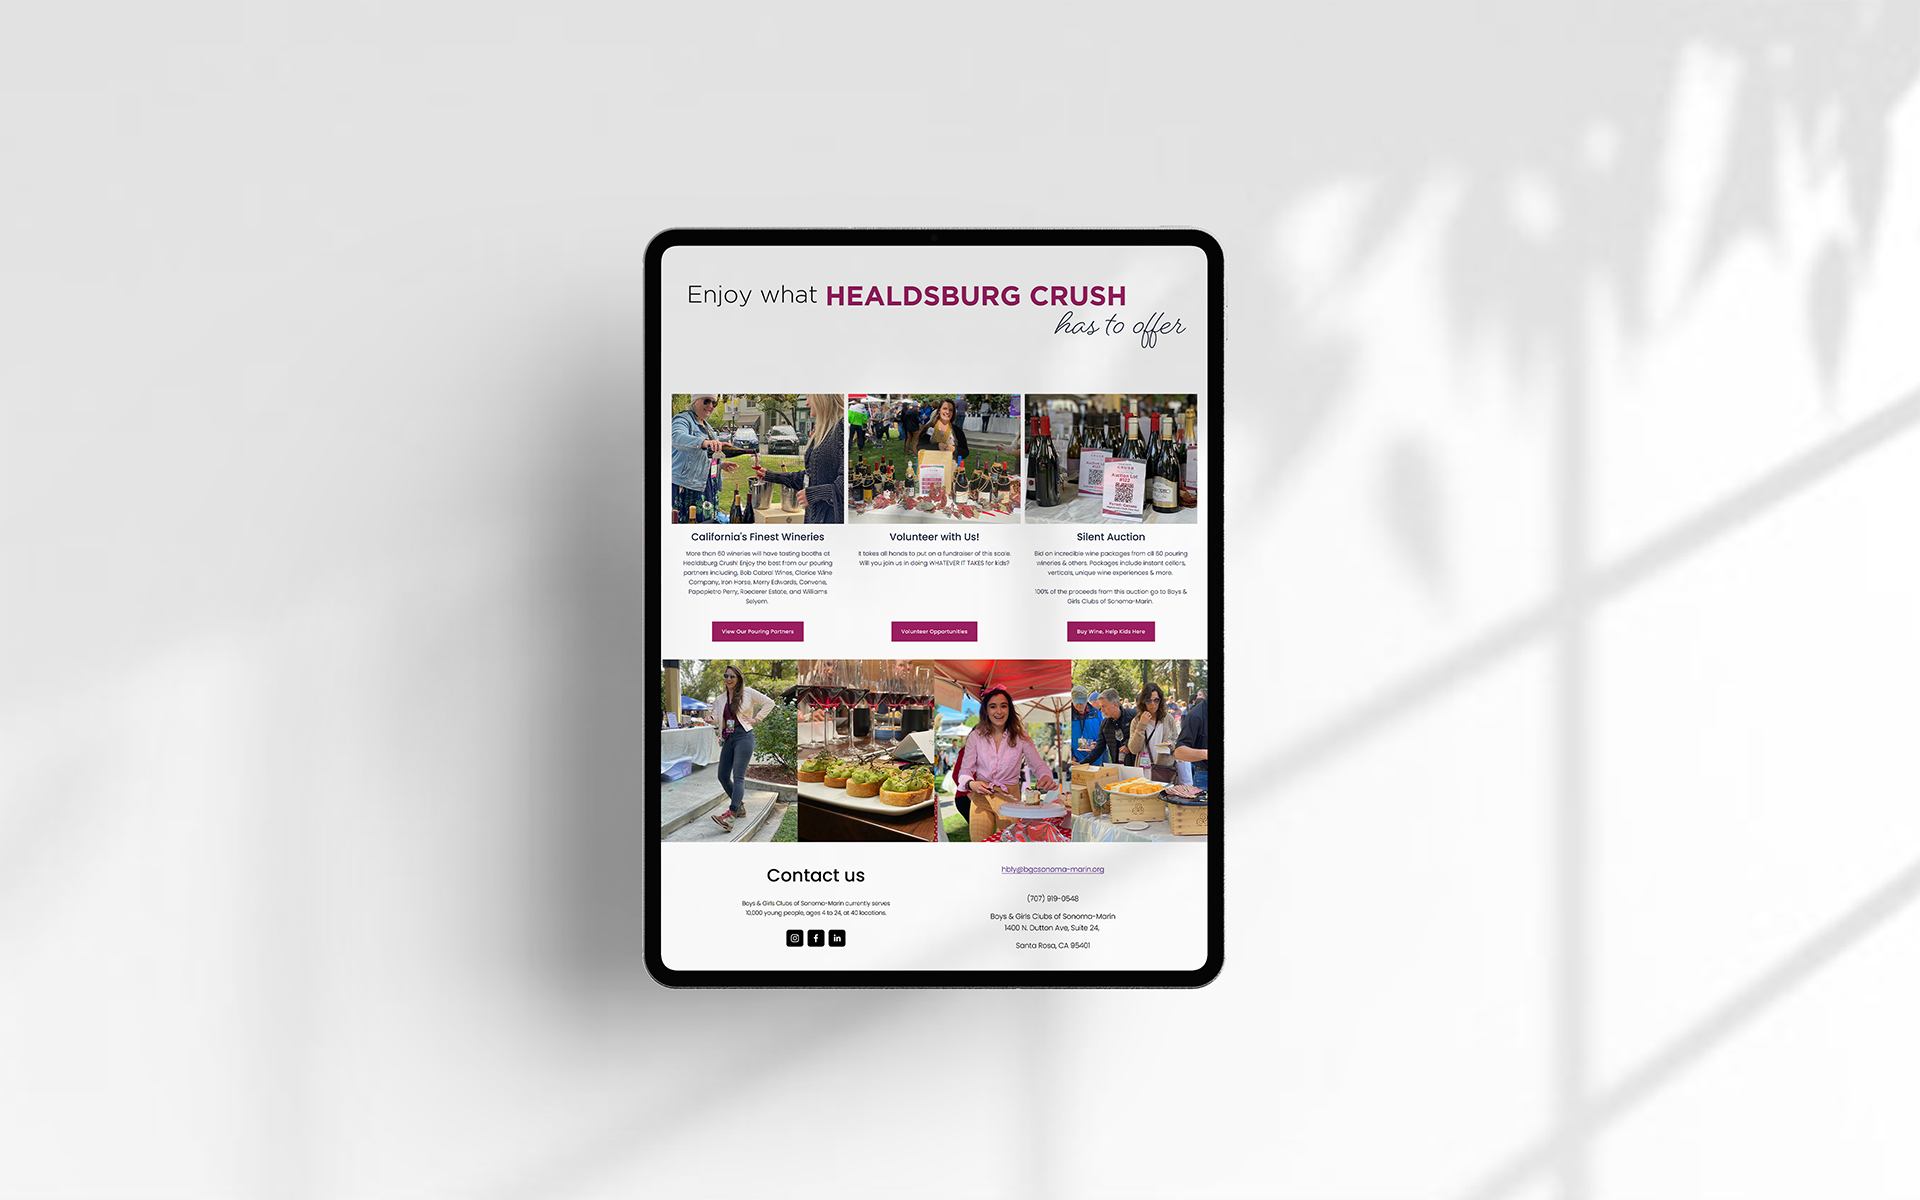 Enjoy what HEALDSBURG CRUSH
has to offer
CRUSH
Auction Lot
#122
California's Finest Wineries
More than 60 wineries will have tasting booths at
Healdsburg Crush! Enjoy the best from our pouring
partners including, Bob Cabral Wines, Clarice Wine
Company, Iron Horse, Merry Edwards, Convene,
Papapietro Perry, Roederer Estate, and Williams
Selyem.
View Our Pouring Partners
Volunteer with Us!
It takes all hands to put on a fundraiser of this scale.
Will you join us in doing WHATEVER IT TAKES for kids?
Volunteer Opportunities
Silent Auction
Bid on incredible wine packages from all 60 pouring
wineries & others. Packages include instant cellars,
verticals, unique wine experiences & more.
100% of the proceeds from this auction go to Boys &
Girls Clubs of Sonoma-Marin.
Buy Wine, Help Kids Here
Contact us
Boys & Girls Clubs of Sonoma-Marin currently serves
10,000 young people, ages 4 to 24, at 40 locations.
hbly@bgcsonoma-marin.org
(707) 919-0548
Boys & Girls Clubs of Sonoma-Marin
1400 N. Dutton Ave, Suite 24,
Santa Rosa, CA 95401